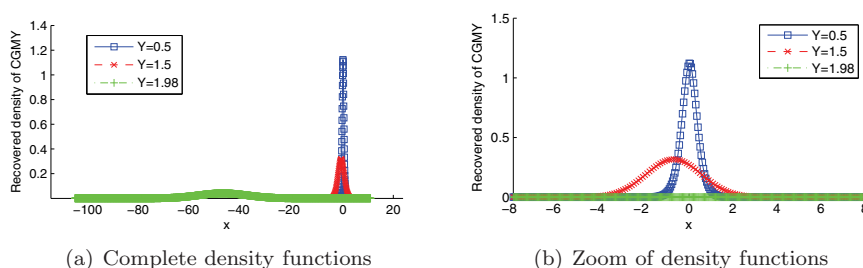 Recovered density of CGMY
1.4
1.2
1
0.8
0.6
0.4
0.2
Y=0.5
Y=1.5
Y=1.98
−100 −80 −60 −40 −20 0 20
x
(a) Complete density functions
Recovered density of CGMY
1.5
1
0.5
0
Y=0.5
Y=1.5
Y=1.98
−8 −6 −4 −2 0 2 4 6 8
x
(b) Zoom of density functions